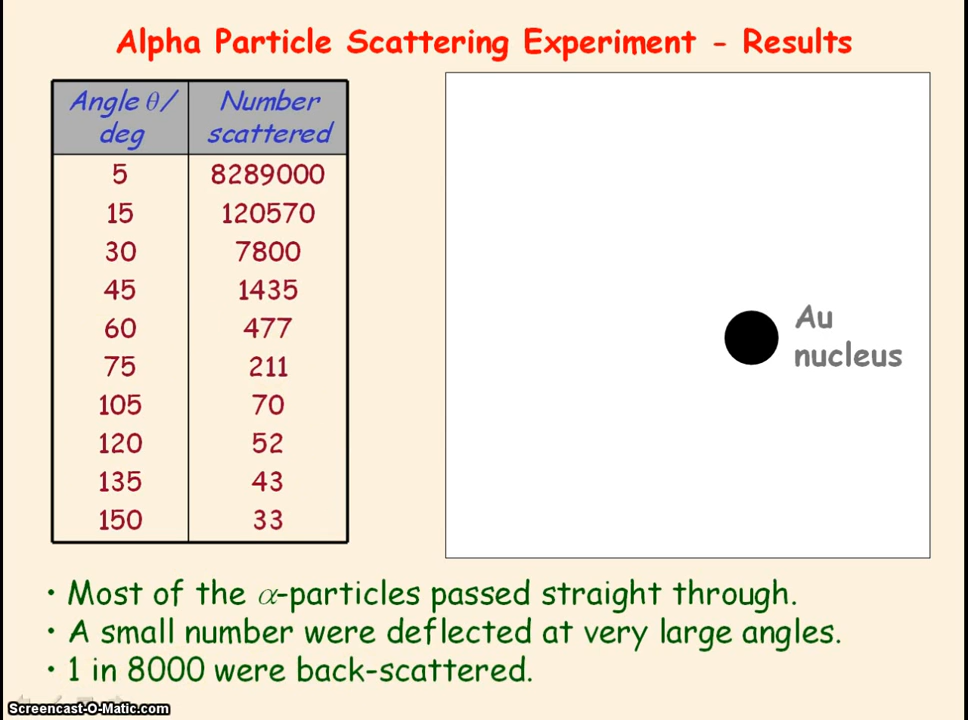 Alpha Particle Scattering Experiment - Results
Angle θ/ deg	Number scattered
5	8289000
15	120570
30	7800
45	1435
60	477
75	211
105	70
120	52
135	43
150	33
Au
nucleus
• Most of the α-particles passed straight through.
• A small number were deflected at very large angles.
• 1 in 8000 were back-scattered.
Screencast-O-Matic.com